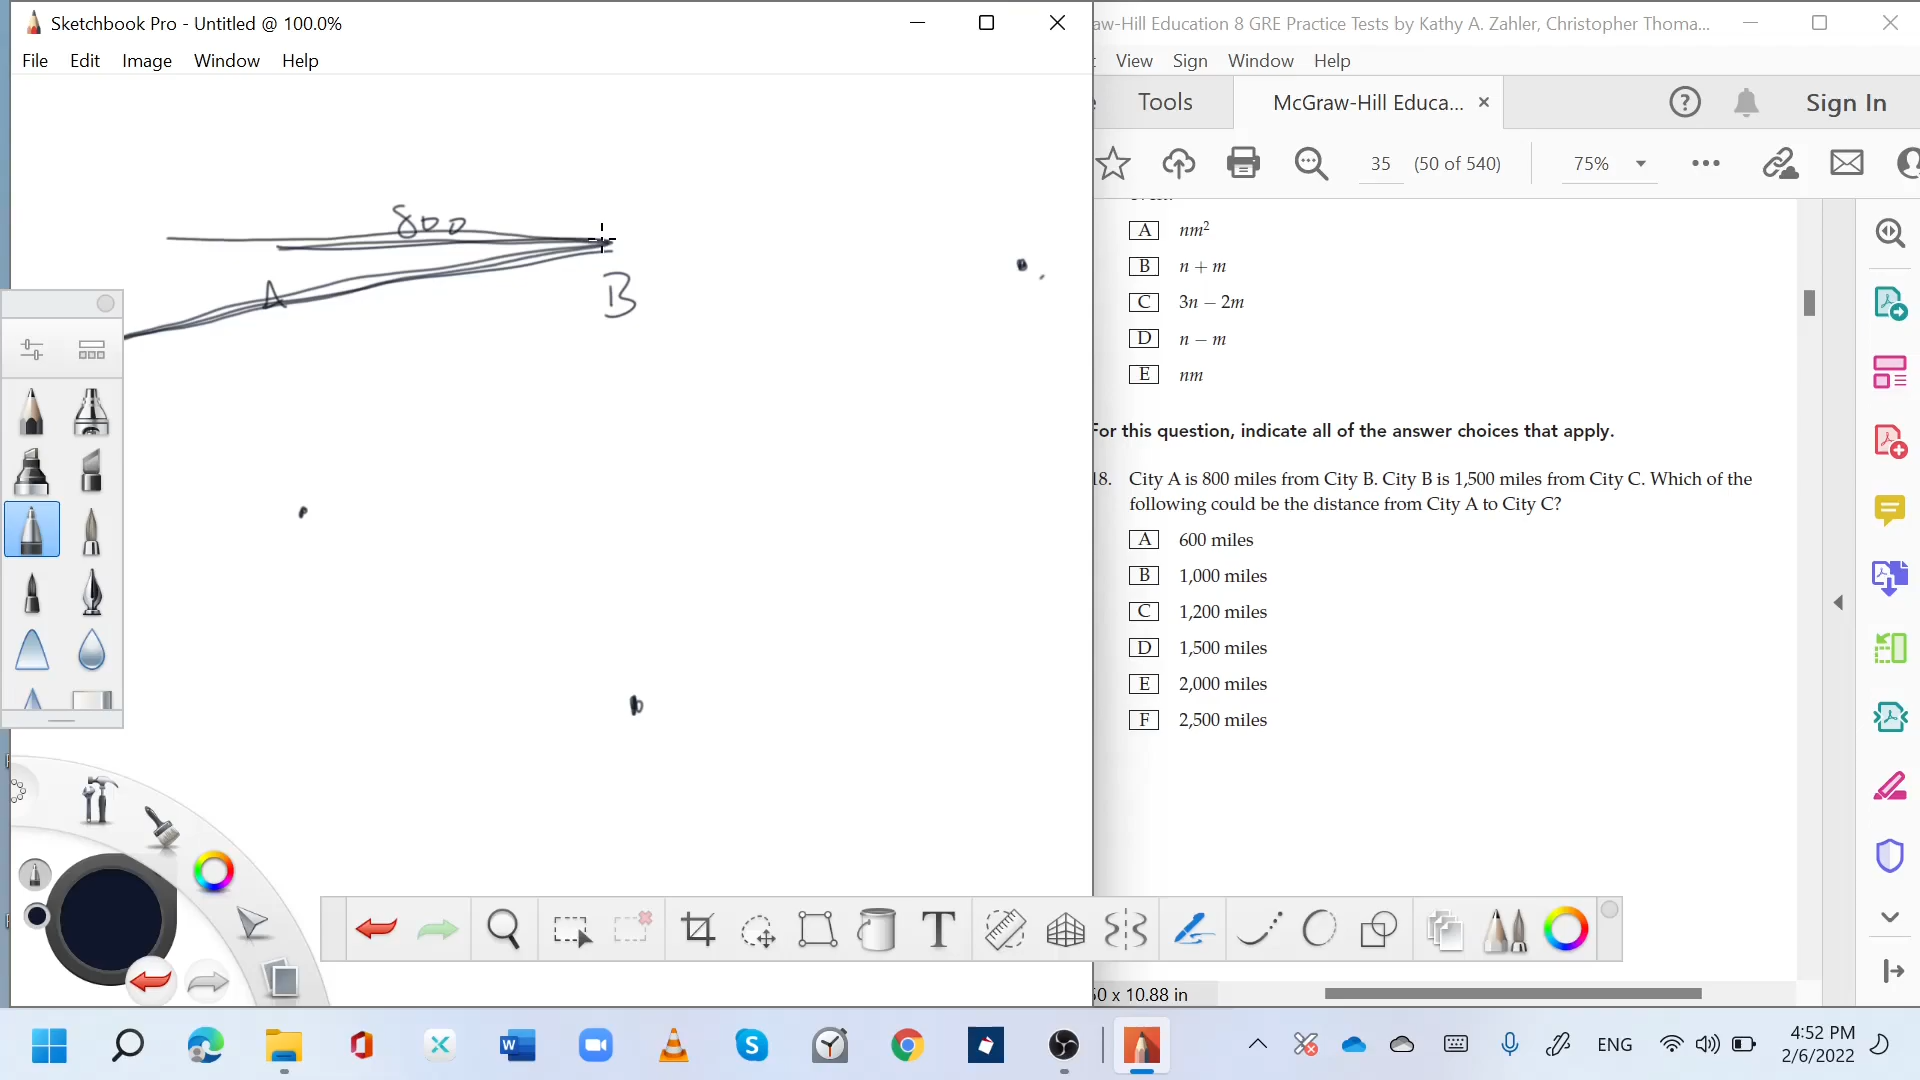 Sketchbook Pro - Untitled @ 100.0%
File Edit Image Window Help
800
A
B
aw-Hill Education 8 GRE Practice Tests by Kathy A. Zahler, Christopher Thoma...
View Sign Window Help
Tools
McGraw-Hill Educa... ×
Sign In
35 (50 of 540) 75%
A nm²
B n + m
C 3n − 2m
D n − m
E nm
For this question, indicate all of the answer choices that apply.
18. City A is 800 miles from City B. City B is 1,500 miles from City C. Which of the
following could be the distance from City A to City C?
A 600 miles
B 1,000 miles
C 1,200 miles
D 1,500 miles
E 2,000 miles
F 2,500 miles
T
50 x 10.88 in
ENG
4:52 PM
2/6/2022